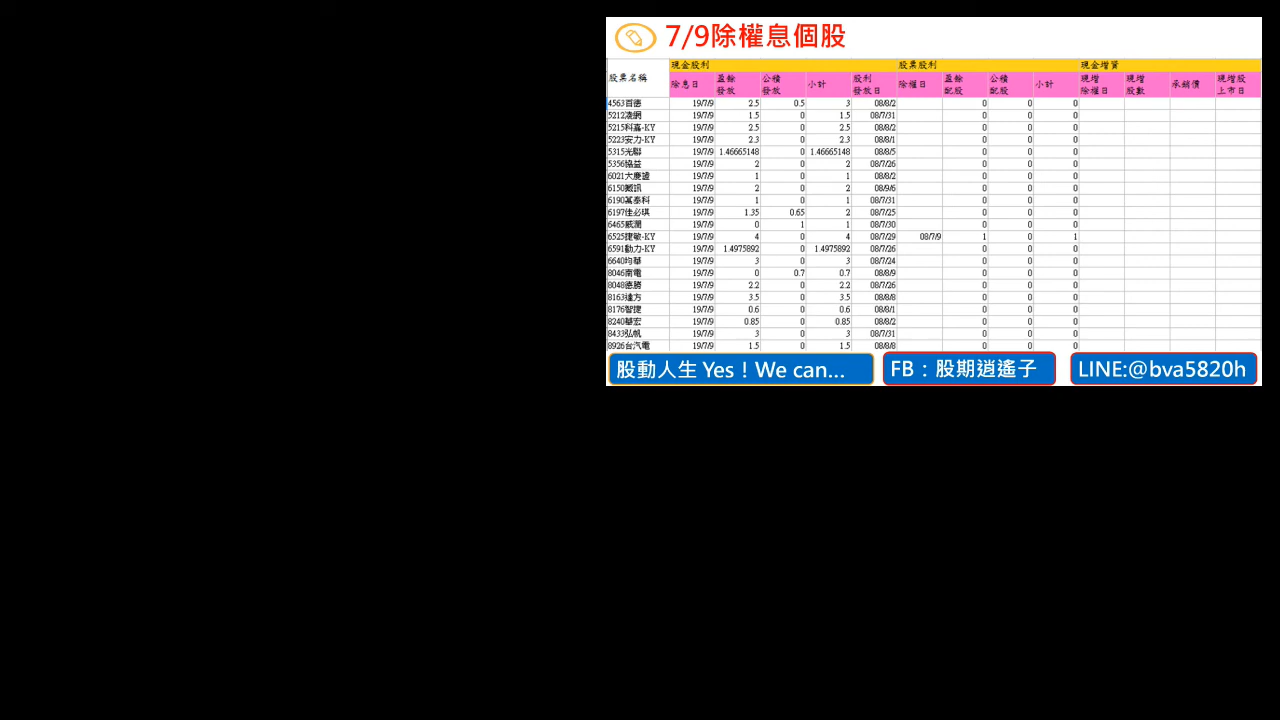 7/9除權息個股
現金股利 股票股利 現金增資
股票名稱 除息日 盈餘發放 公積發放 小計 股利發放日 除權日 盈餘配股 公積配股 小計 現增除權日 現增股數 承銷價 現增股上市日
4563百德 19/7/9 2.5 0.5 3 08/8/2 0 0 0
5212凌網 19/7/9 1.5 0 1.5 08/7/31 0 0 0
5215科嘉-KY 19/7/9 2.5 0 2.5 08/8/2 0 0 0
5223安力-KY 19/7/9 2.3 0 2.3 08/8/1 0 0 0
5315光聯 19/7/9 1.46665148 0 1.46665148 08/8/5 0 0 0
5356協益 19/7/9 2 0 2 08/7/26 0 0 0
6021大慶證 19/7/9 1 0 1 08/8/2 0 0 0
6150撼訊 19/7/9 2 0 2 08/9/6 0 0 0
6190萬泰科 19/7/9 1 0 1 08/7/31 0 0 0
6197佳必琪 19/7/9 1.35 0.65 2 08/7/25 0 0 0
6465威潤 19/7/9 0 1 1 08/7/30 0 0 0
6525捷敏-KY 19/7/9 4 0 4 08/7/29 08/7/9 1 0 1
6591動力-KY 19/7/9 1.4975892 0 1.4975892 08/7/26 0 0 0
6640均華 19/7/9 3 0 3 08/7/24 0 0 0
8046南電 19/7/9 0 0.7 0.7 08/8/9 0 0 0
8048德勝 19/7/9 2.2 0 2.2 08/7/26 0 0 0
8163達方 19/7/9 3.5 0 3.5 08/8/8 0 0 0
8176智捷 19/7/9 0.6 0 0.6 08/8/1 0 0 0
8240華宏 19/7/9 0.85 0 0.85 08/8/2 0 0 0
8433弘帆 19/7/9 3 0 3 08/7/31 0 0 0
8926台汽電 19/7/9 1.5 0 1.5 08/8/8 0 0 0
股動人生 Yes！We can... FB：股期逍遙子 LINE:@bva5820h